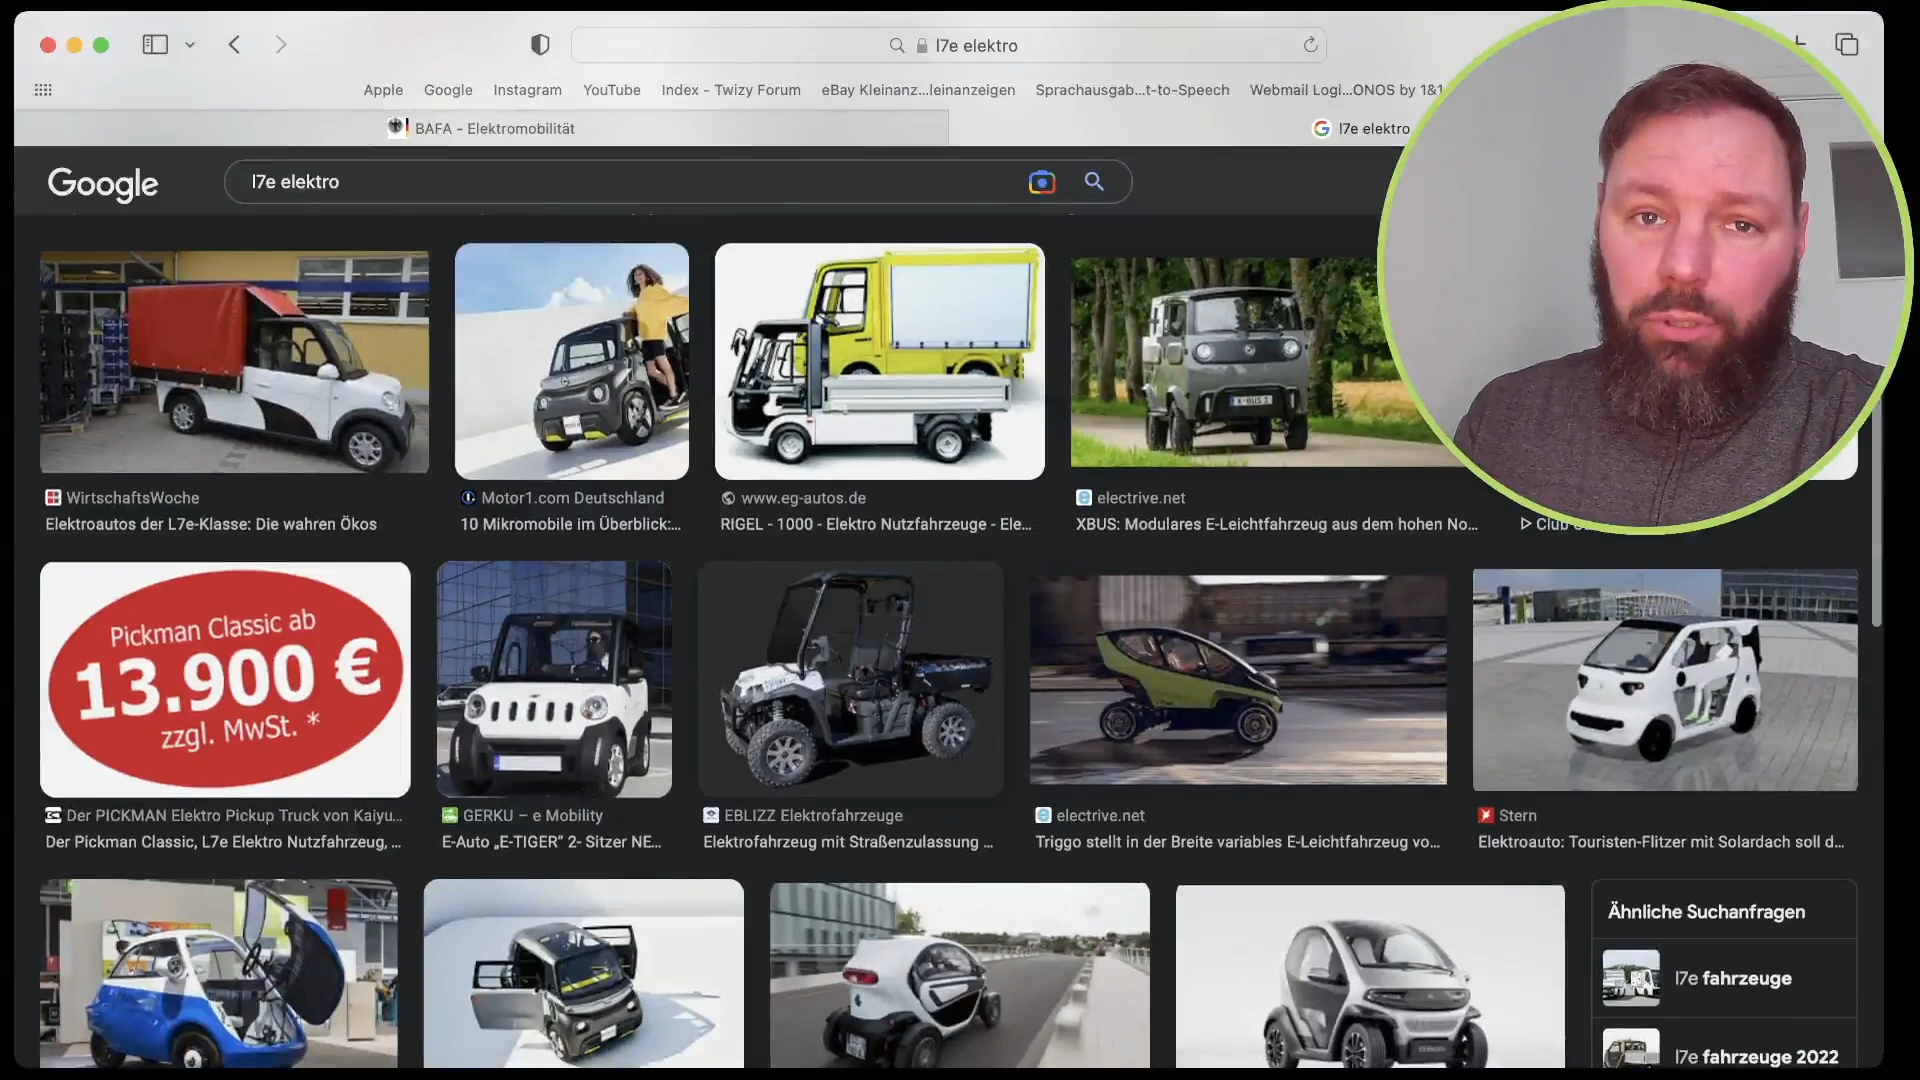 l7e elektro
Apple Google Instagram YouTube Index - Twizy Forum eBay Kleinanz...leinanzeigen Sprachausgab...t-to-Speech Webmail Logi...ONOS by 1&1
BAFA - Elektromobilität
l7e elektro
Google
l7e elektro
X-BUS 1
WirtschaftsWoche
Elektroautos der L7e-Klasse: Die wahren Ökos
Motor1.com Deutschland
10 Mikromobile im Überblick:...
www.eg-autos.de
RIGEL - 1000 - Elektro Nutzfahrzeuge - Ele...
electrive.net
XBUS: Modulares E-Leichtfahrzeug aus dem hohen No...
Club
Pickman Classic ab
13.900 €
zzgl. MwSt. *
Der PICKMAN Elektro Pickup Truck von Kaiyu...
Der Pickman Classic, L7e Elektro Nutzfahrzeug, ...
GERKU – e Mobility
E-Auto „E-TIGER“ 2- Sitzer NE...
EBLIZZ Elektrofahrzeuge
Elektrofahrzeug mit Straßenzulassung ...
electrive.net
Triggo stellt in der Breite variables E-Leichtfahrzeug vo...
Stern
Elektroauto: Touristen-Flitzer mit Solardach soll d...
Ähnliche Suchanfragen
l7e fahrzeuge
l7e fahrzeuge 2022